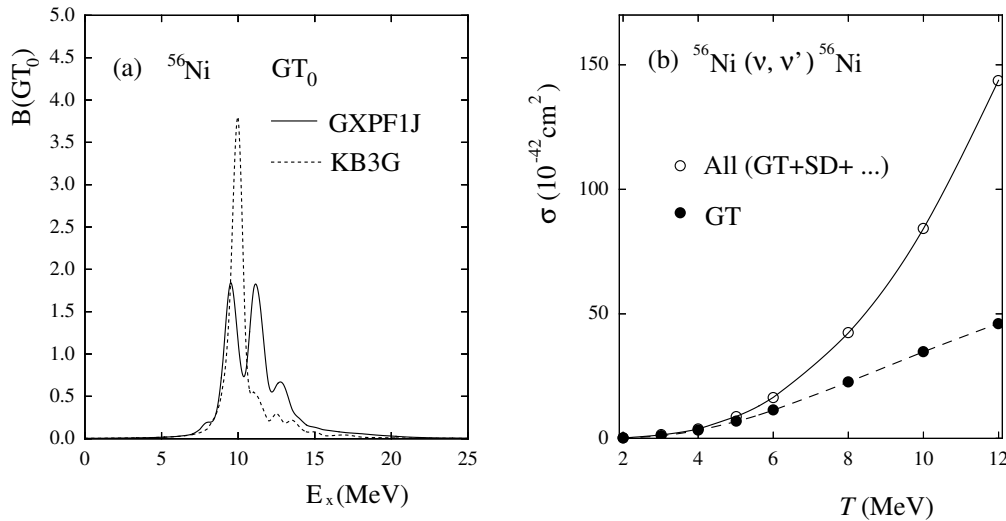 5.0
4.5
4.0
3.5
3.0
2.5
2.0
1.5
1.0
0.5
0.0
B(GT₀)
(a) ⁵⁶Ni GT₀
GXPF1J
KB3G
0 5 10 15 20 25
Eₓ(MeV)
150
100
50
0
σ (10⁻⁴²cm²)
(b) ⁵⁶Ni (ν, ν’) ⁵⁶Ni
All (GT+SD+ ...)
GT
2 4 6 8 10 12
T (MeV)